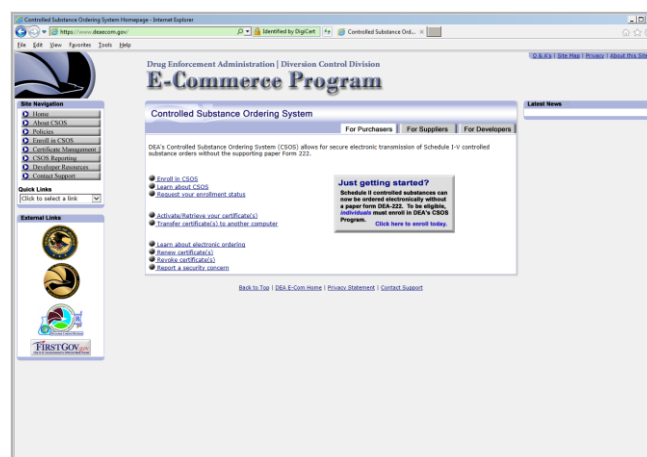 Controlled Substance Ordering System Homepage - Internet Explorer
https://www.deaecom.gov/
Identified by DigiCert
Controlled Substance Ord...
File Edit View Favorites Tools Help
Q & A's | Site Map | Privacy | About this Site
Drug Enforcement Administration | Diversion Control Division
E-Commerce Program
Site Navigation
Home
About CSOS
Policies
Enroll in CSOS
Certificate Management
CSOS Reporting
Developer Resources
Contact Support
Quick Links
Click to select a link
External Links
FIRSTGOV.gov
Controlled Substance Ordering System
For Purchasers For Suppliers For Developers
DEA's Controlled Substance Ordering System (CSOS) allows for secure electronic transmission of Schedule I-V controlled
substance orders without the supporting paper Form 222.
Enroll in CSOS
Learn about CSOS
Request your enrollment status
Activate/Retrieve your certificate(s)
Transfer certificate(s) to another computer
Learn about electronic ordering
Renew certificate(s)
Revoke certificate(s)
Report a security concern
Just getting started?
Schedule II controlled substances can
now be ordered electronically without
a paper form DEA-222. To be eligible,
individuals must enroll in DEA's CSOS
Program.
Click here to enroll today.
Back to Top | DEA E-Com Home | Privacy Statement | Contact Support
Latest News